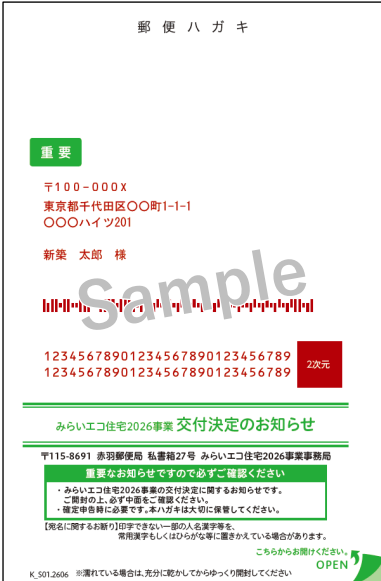 郵便ハガキ
重要
〒100-000X
東京都千代田区〇〇町1-1-1
〇〇〇ハイツ201
新築 太郎 様
Sample
1234567890123456789012345６789
1234567890123456789012345６789
2次元
みらいエコ住宅2026事業 交付決定のお知らせ
〒115-8691 赤羽郵便局 私書箱27号 みらいエコ住宅2026事業事務局
重要なお知らせですので必ずご確認ください
・みらいエコ住宅2026事業の交付決定に関するお知らせです。
ご開封の上、必ず中面をご確認ください。
・確定申告時に必要です。本ハガキは大切に保管してください。
【宛名に関するお断り】印字できない一部の人名漢字等を、
常用漢字もしくはひらがな等に置きかえている場合があります。
こちらからお開けください。
OPEN
K_S01.2606 ※濡れている場合は、充分に乾かしてからゆっくり開封してください